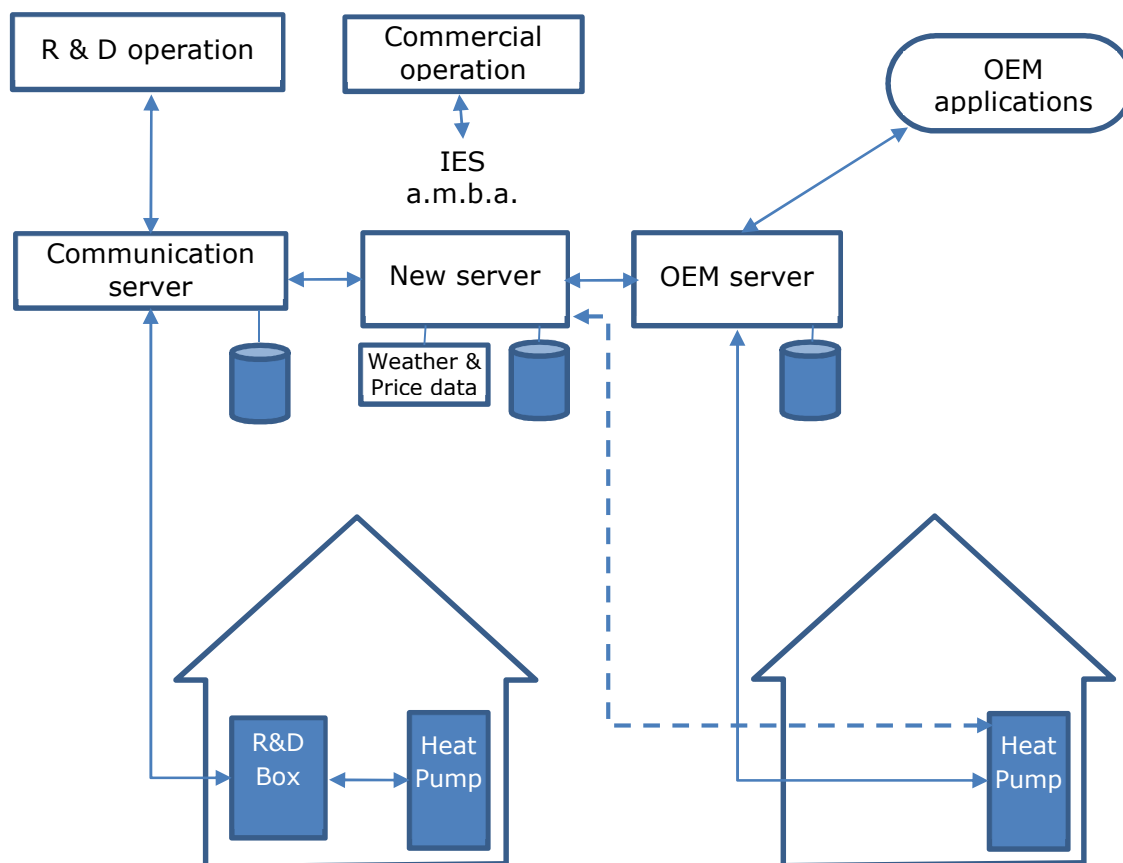 R & D operation
Commercial
operation
OEM
applications
IES
a.m.b.a.
Communication
server
New server
OEM server
Weather &
Price data
R&D
Box
Heat
Pump
Heat
Pump